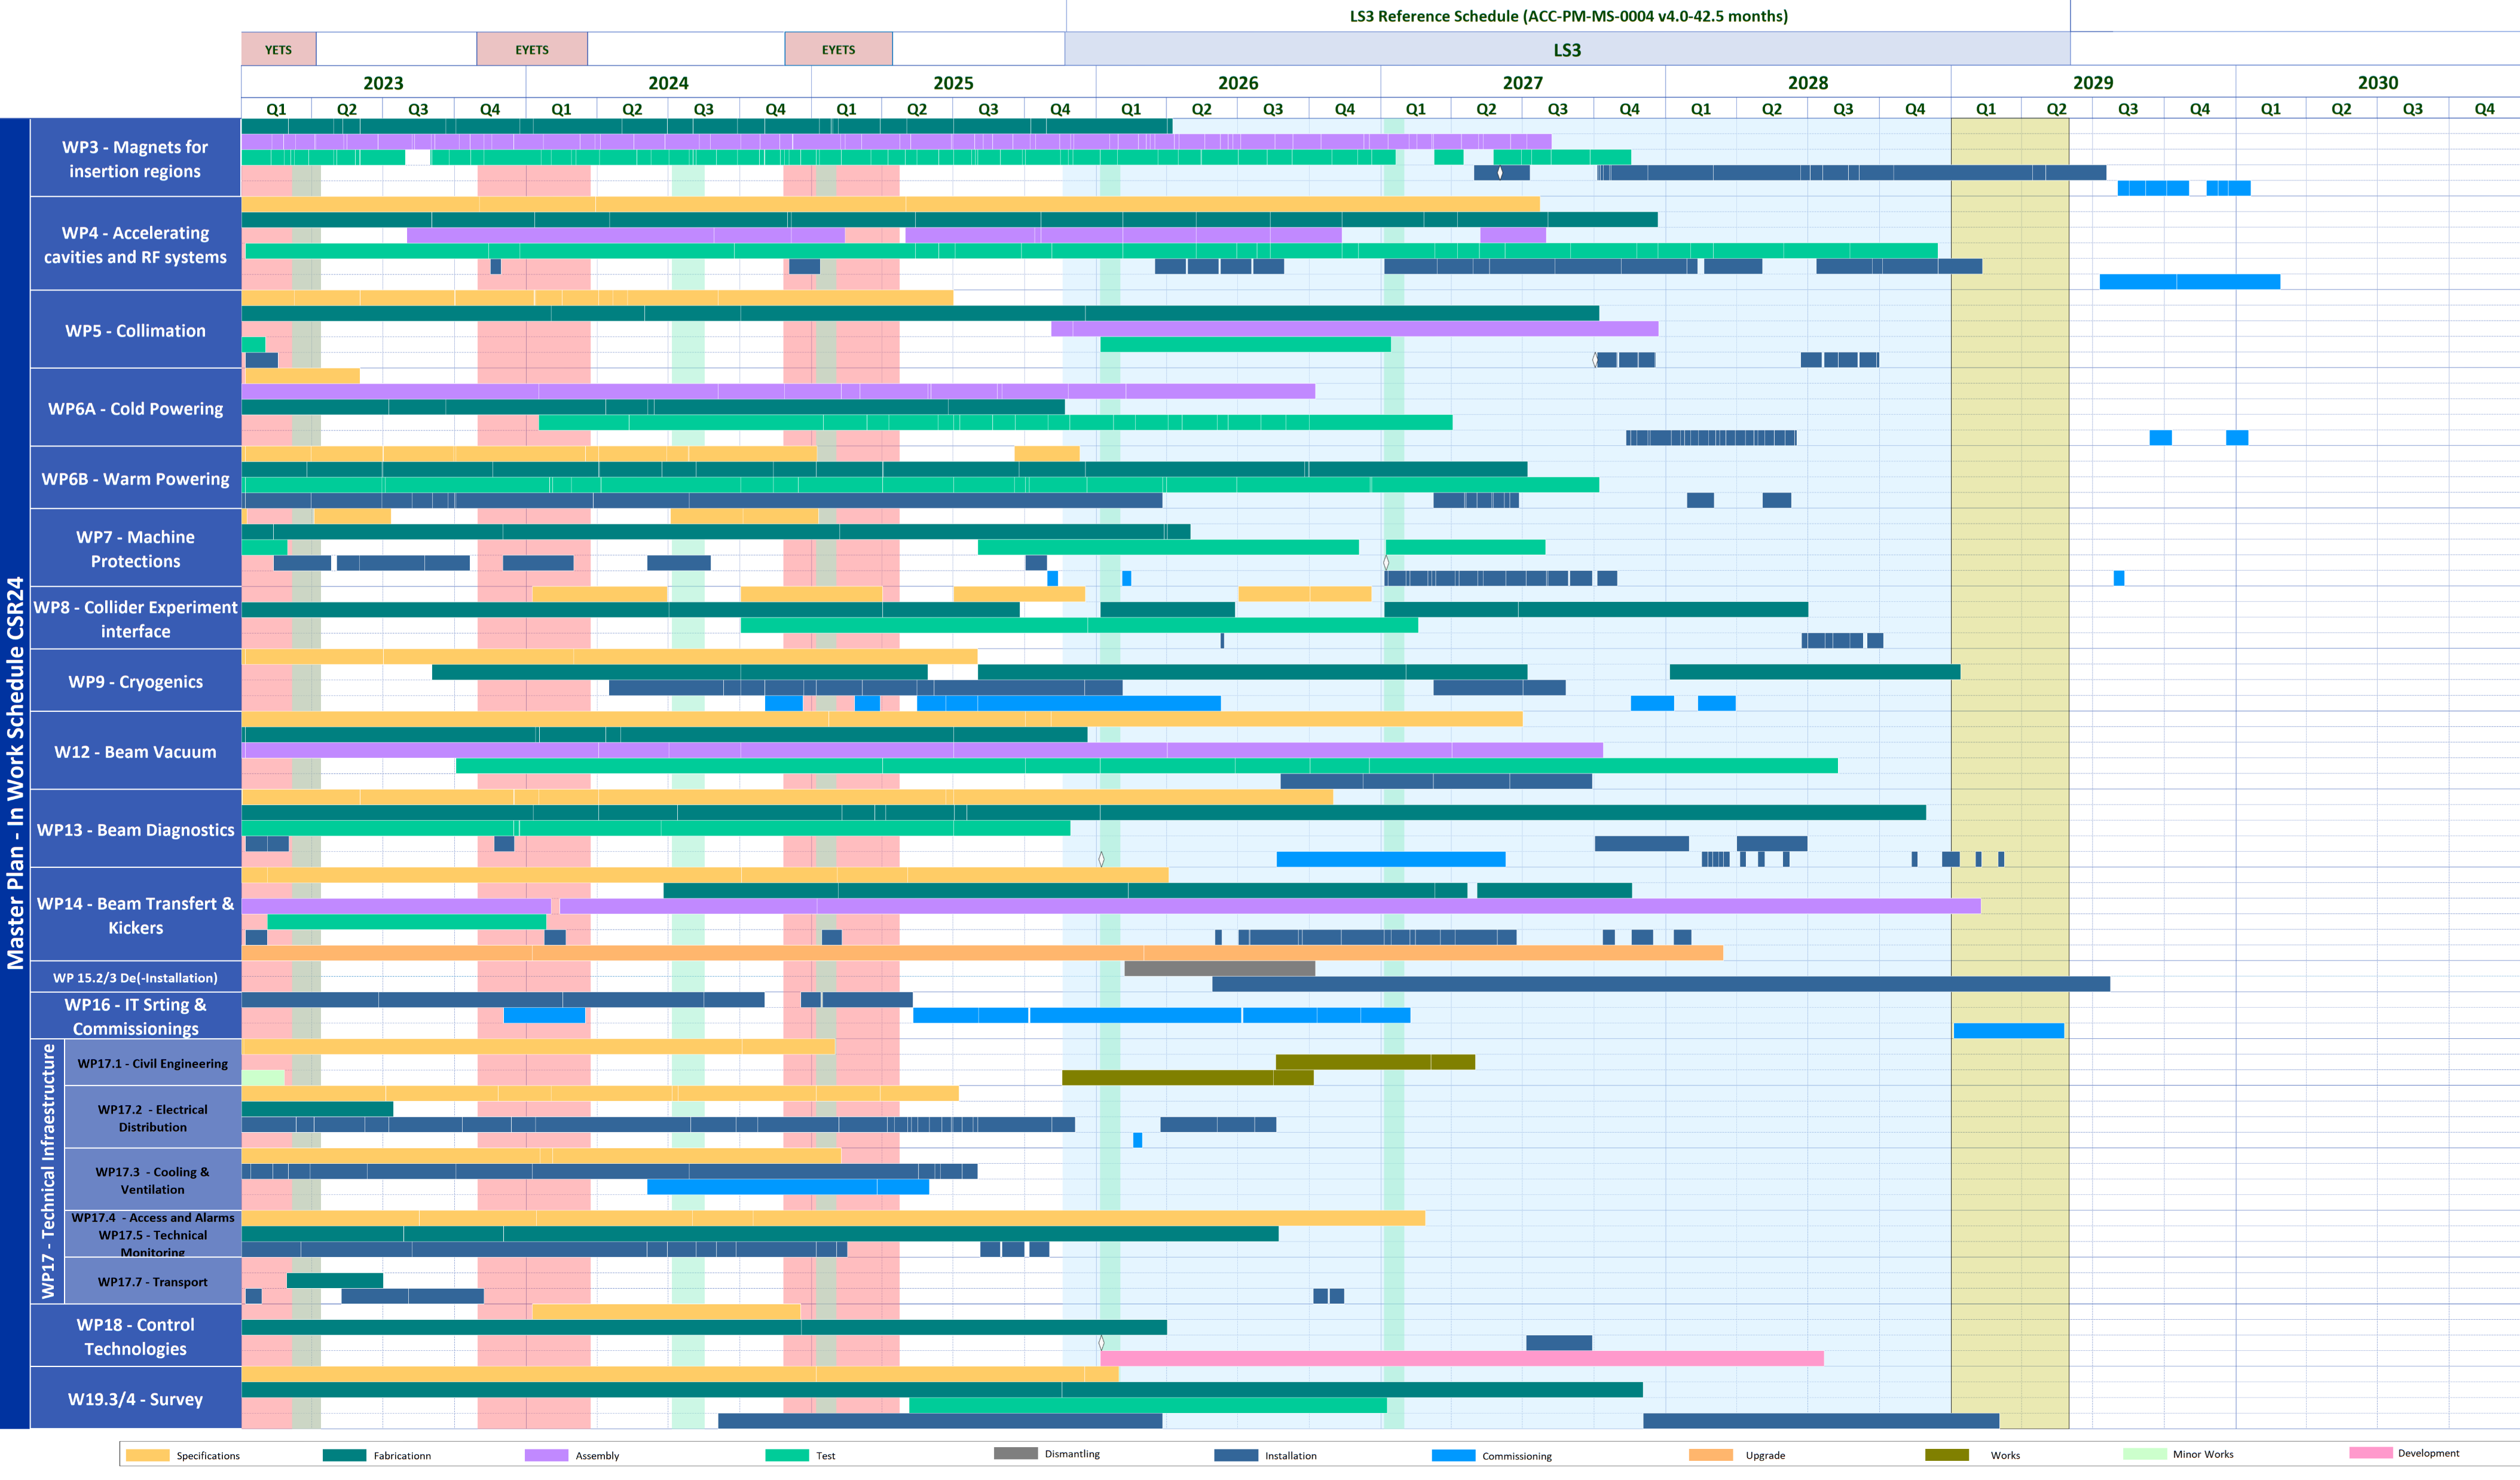 LS3 Reference Schedule (ACC-PM-MS-0004 v4.0-42.5 months)
YETS EYETS EYETS LS3
2023 2024 2025 2026 2027 2028 2029 2030
Q1 Q2 Q3 Q4 Q1 Q2 Q3 Q4 Q1 Q2 Q3 Q4 Q1 Q2 Q3 Q4 Q1 Q2 Q3 Q4 Q1 Q2 Q3 Q4 Q1 Q2 Q3 Q4 Q1 Q2 Q3 Q4
Master Plan - In Work Schedule CSR24
WP3 - Magnets for
insertion regions
WP4 - Accelerating
cavities and RF systems
WP5 - Collimation
WP6A - Cold Powering
WP6B - Warm Powering
WP7 - Machine
Protections
WP8 - Collider Experiment
interface
WP9 - Cryogenics
W12 - Beam Vacuum
WP13 - Beam Diagnostics
WP14 - Beam Transfert &
Kickers
WP 15.2/3 De(-Installation)
WP16 - IT Srting &
Commissionings
WP17 - Technical Infraestructure
WP17.1 - Civil Engineering
WP17.2 - Electrical
Distribution
WP17.3 - Cooling &
Ventilation
WP17.4 - Access and Alarms
WP17.5 - Technical
Monitoring
WP17.7 - Transport
WP18 - Control
Technologies
W19.3/4 - Survey
Specifications Fabricationn Assembly Test Dismantling Installation Commissioning Upgrade Works Minor Works Development